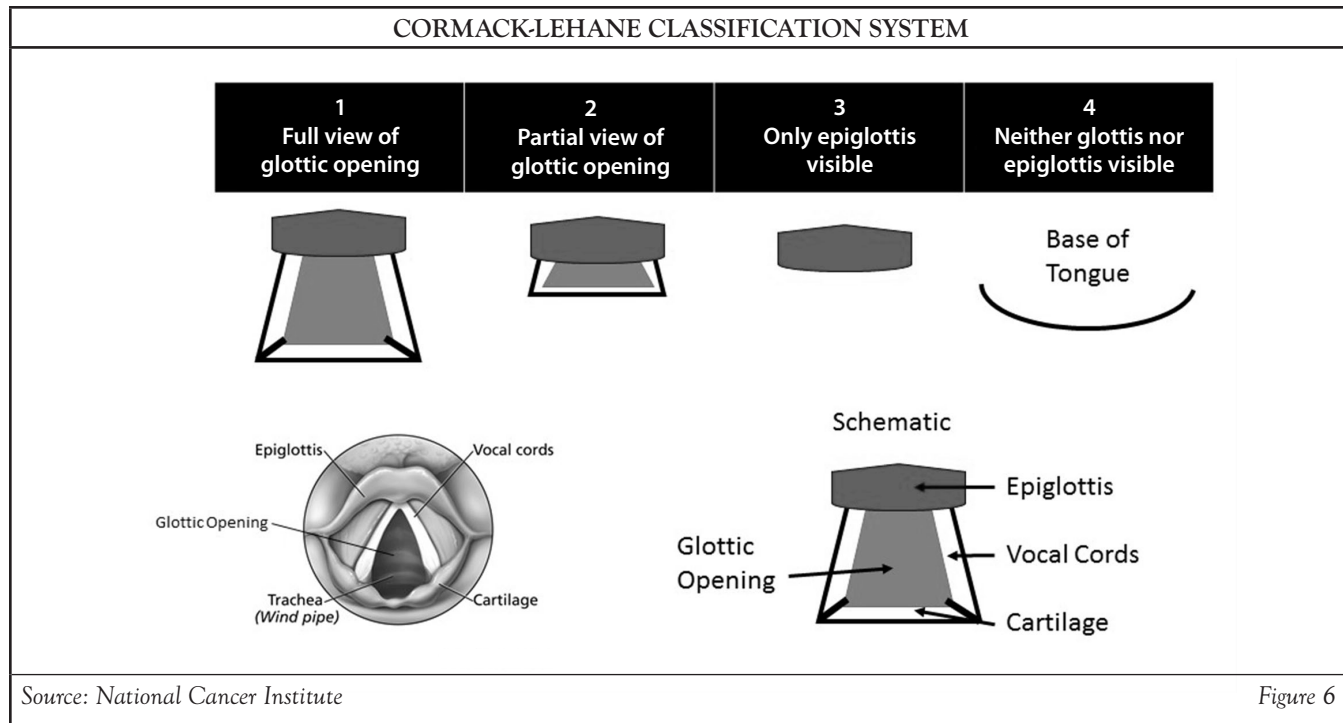 CORMACK-LEHANE CLASSIFICATION SYSTEM
1
Full view of
glottic opening
2
Partial view of
glottic opening
3
Only epiglottis
visible
4
Neither glottis nor
epiglottis visible
Base of
Tongue
Epiglottis
Vocal cords
Glottic Opening
Trachea
(Wind pipe)
Cartilage
Schematic
Epiglottis
Glottic
Opening
Vocal Cords
Cartilage
Source: National Cancer Institute
Figure 6